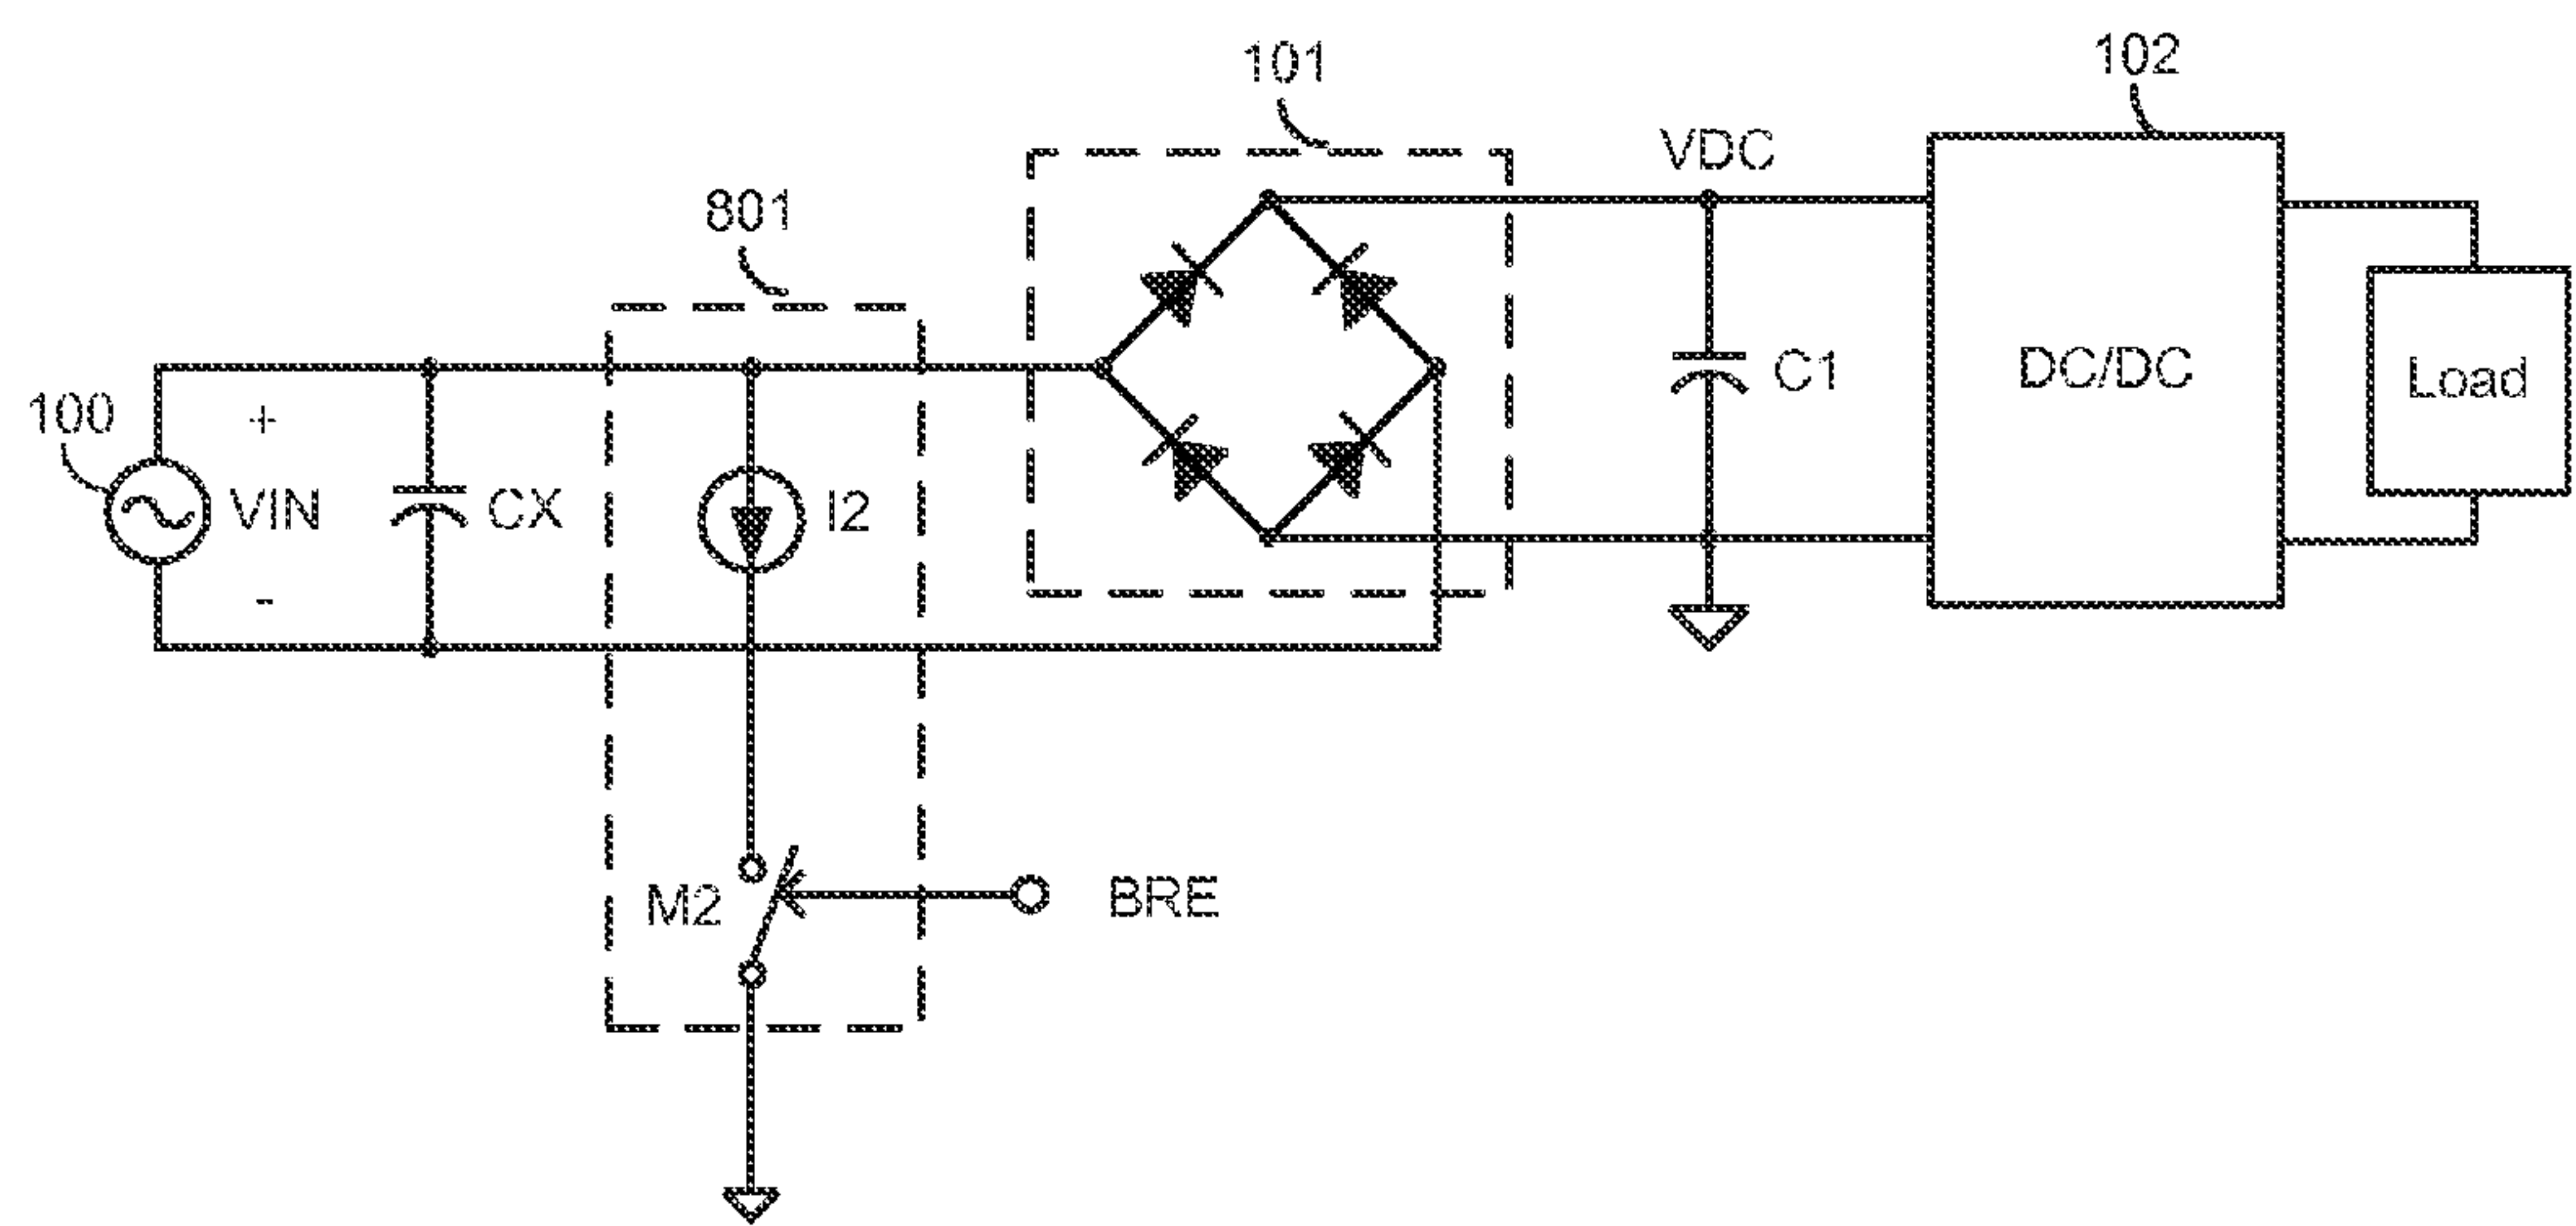 101
102
VDC
801
100
+
VIN
-
CX
I2
C1
DC/DC
Load
M2
BRE